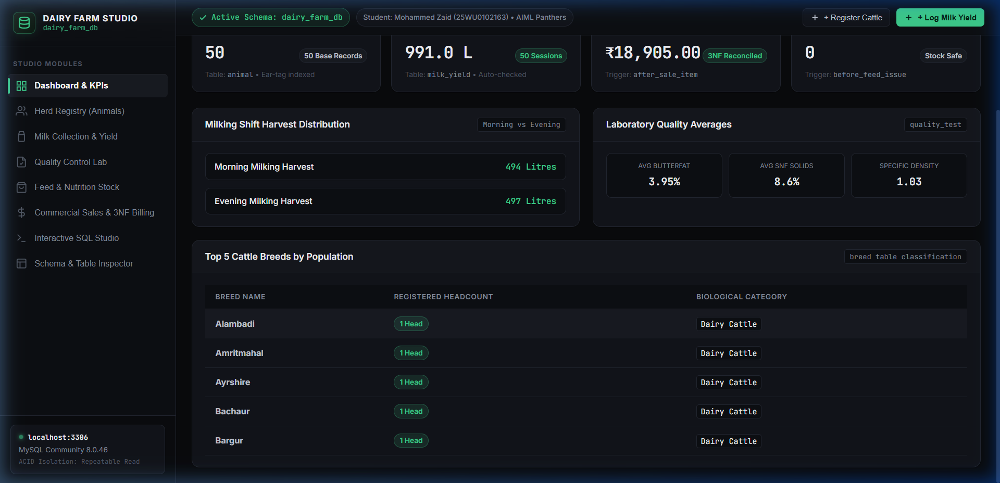 DAIRY FARM STUDIO
dairy_farm_db
STUDIO MODULES
Dashboard & KPIs
Herd Registry (Animals)
Milk Collection & Yield
Quality Control Lab
Feed & Nutrition Stock
Commercial Sales & 3NF Billing
Interactive SQL Studio
Schema & Table Inspector
localhost:3306
MySQL Community 8.0.46
ACID Isolation: Repeatable Read
Active Schema: dairy_farm_db
Student: Mohammed Zaid (25WU0102163) • AIML Panthers
+ Register Cattle
+ Log Milk Yield
50
50 Base Records
Table: animal • Ear-tag indexed
991.0 L
50 Sessions
Table: milk_yield • Auto-checked
₹18,905.00
3NF Reconciled
Trigger: after_sale_item
0
Stock Safe
Trigger: before_feed_issue
Milking Shift Harvest Distribution
Morning vs Evening
Morning Milking Harvest
494 Litres
Evening Milking Harvest
497 Litres
Laboratory Quality Averages
quality_test
AVG BUTTERFAT
3.95%
AVG SNF SOLIDS
8.6%
SPECIFIC DENSITY
1.03
Top 5 Cattle Breeds by Population
breed table classification
BREED NAME REGISTERED HEADCOUNT BIOLOGICAL CATEGORY
Alambadi 1 Head Dairy Cattle
Amritmahal 1 Head Dairy Cattle
Ayrshire 1 Head Dairy Cattle
Bachaur 1 Head Dairy Cattle
Bargur 1 Head Dairy Cattle